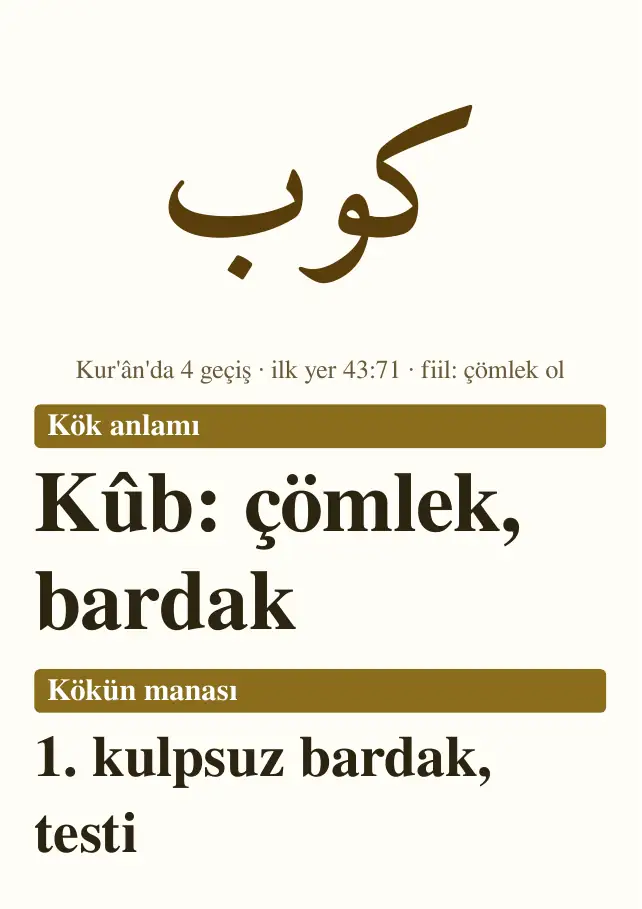 كوب
Kur'ân'da 4 geçiş · ilk yer 43:71 · fiil: çömlek ol
Kök anlamı
Kûb: çömlek,
bardak
Kökün manası
1. kulpsuz bardak,
testi